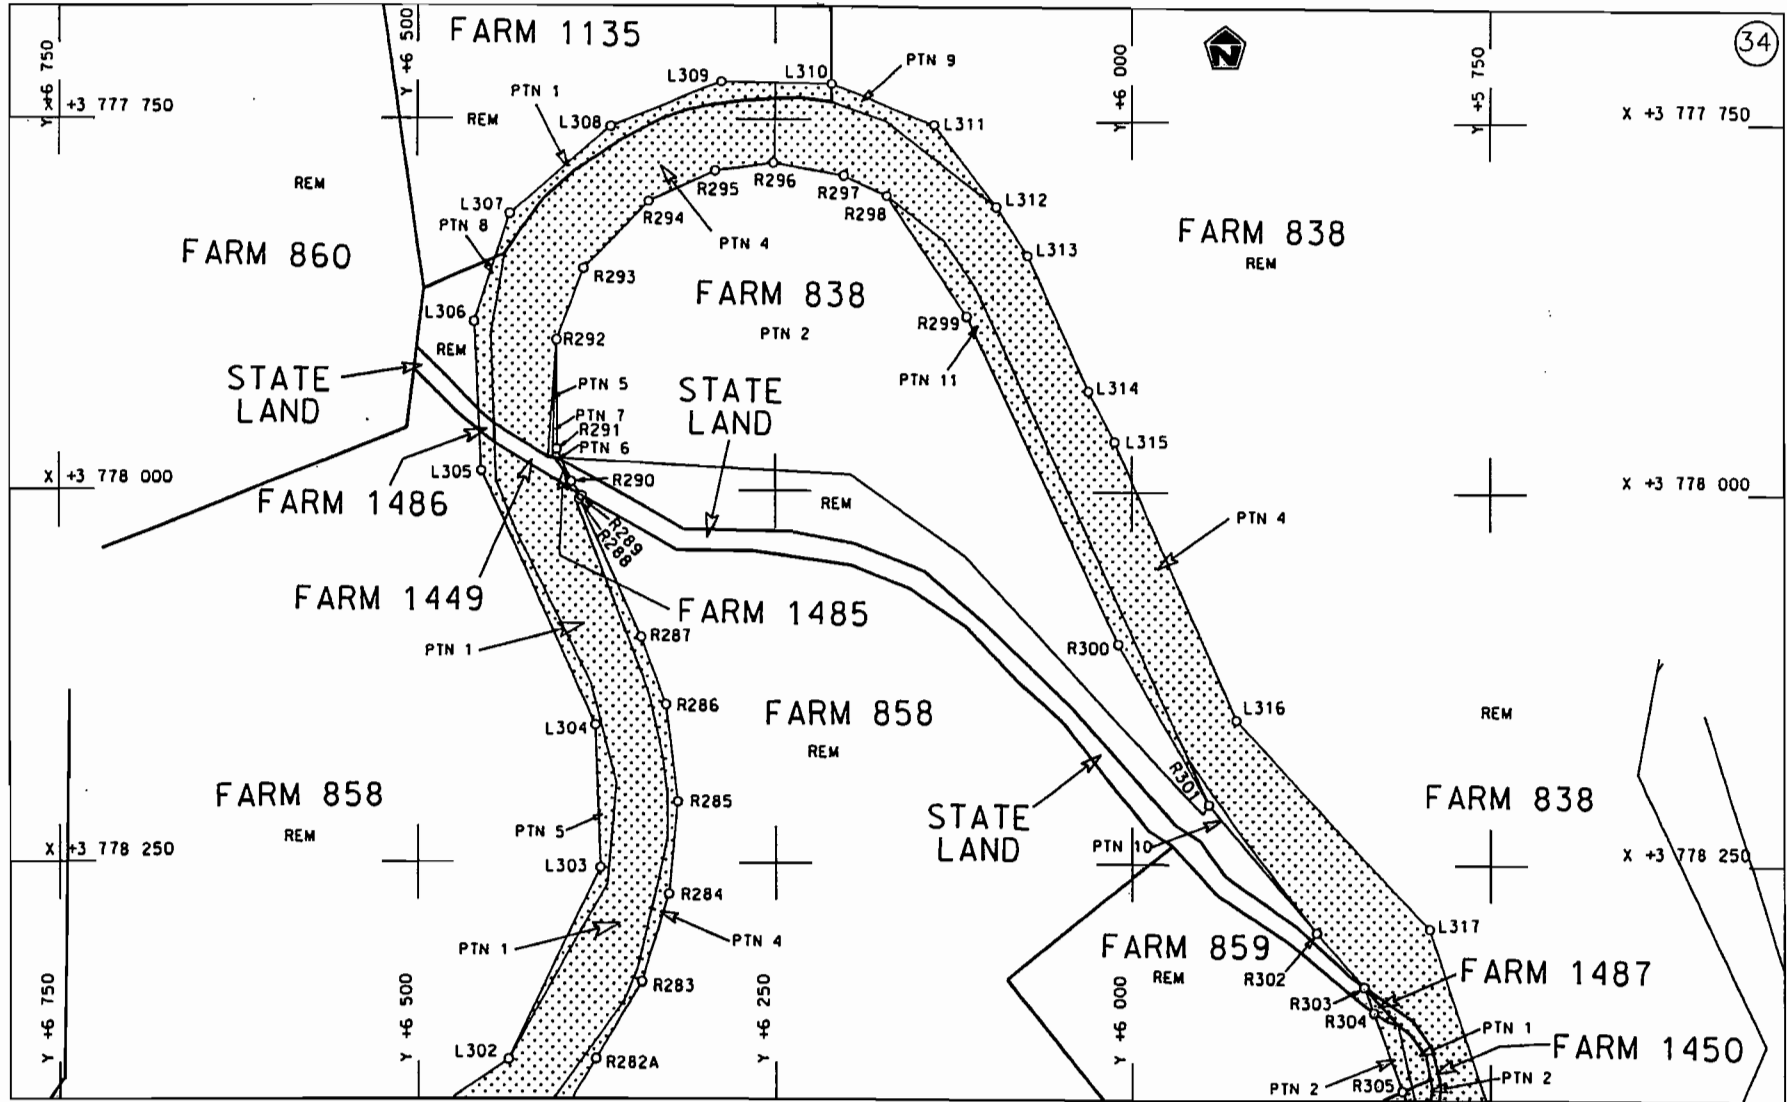 Y +6 750
Y +6 500
FARM 1135
L309
L310
PTN 9
N
Y +6 000
Y +5 750
34
X +3 777 750
PTN 1
REM
L308
L311
X +3 777 750
REM
R295
R296
R297
R298
L307
PTN 8
R294
L312
FARM 860
PTN 4
FARM 838
REM
L313
R293
FARM 838
PTN 2
L306
R299
REM
R292
STATE
LAND
PTN 5
STATE
LAND
PTN 11
L314
PTN 7
R291
PTN 6
L315
X +3 778 000
L305
R290
REM
X +3 778 000
FARM 1486
R289
R288
PTN 4
FARM 1449
FARM 1485
PTN 1
R287
R300
L304
R286
FARM 858
REM
L316
REM
FARM 858
REM
R285
R301
FARM 838
PTN 5
STATE
LAND
PTN 10
X +3 778 250
L303
X +3 778 250
R284
PTN 1
PTN 4
FARM 859
REM
L317
R283
R302
FARM 1487
R303
R304
Y +6 750
Y +6 500
Y +6 250
Y +6 000
L302
R282A
PTN 1
FARM 1450
PTN 2
R305
PTN 2